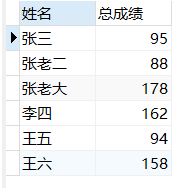 姓名 总成绩
张三 95
张老二 88
张老大 178
李四 162
王五 94
王六 158